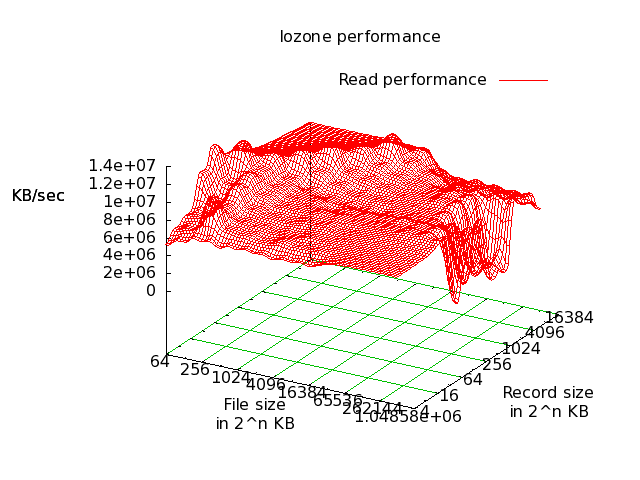 Iozone performance
Read performance
KB/sec
1.4e+07
1.2e+07
1e+07
8e+06
6e+06
4e+06
2e+06
0
64
256
1024
4096
16384
65536
262144
1.04858e+06
File size
in 2^n KB
4
16
64
256
1024
4096
16384
Record size
in 2^n KB